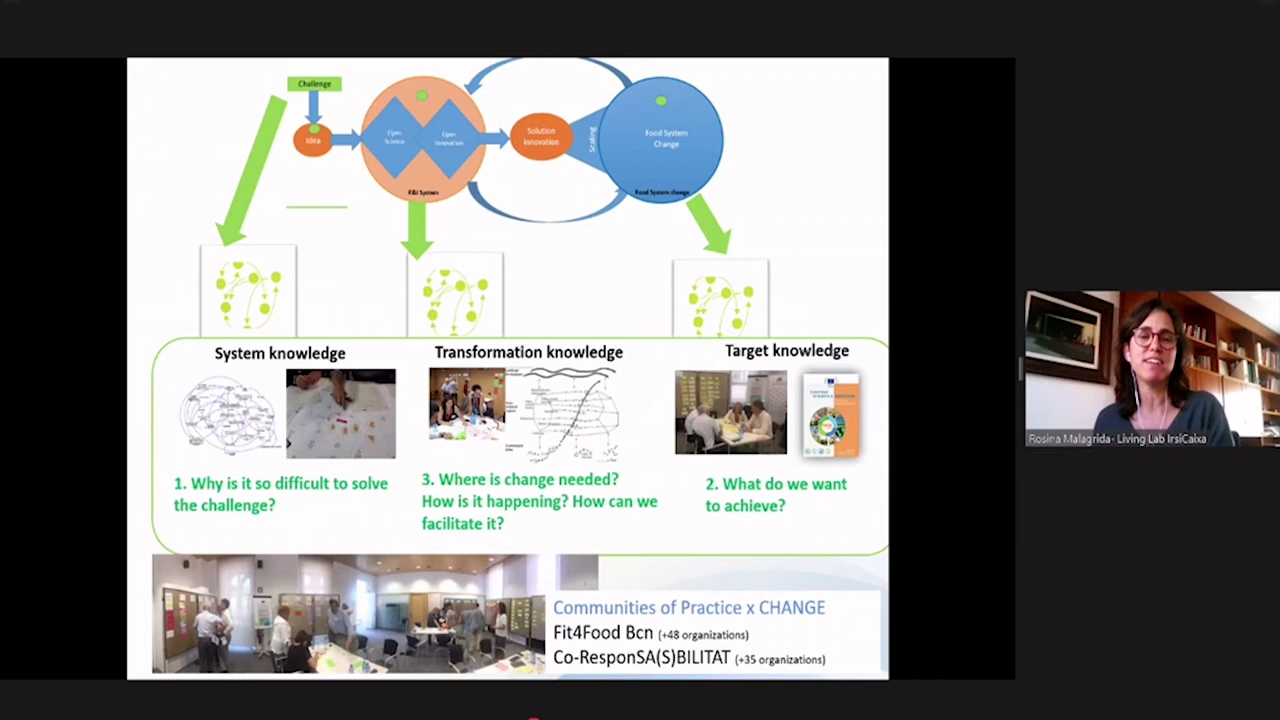 Challenge
Idea
Open
Science
Open
Innovation
R&I System
Solution
Innovation
Scaling
Food System
Change
Food System change
System knowledge
Transformation knowledge
Target knowledge
1. Why is it so difficult to solve
the challenge?
3. Where is change needed?
How is it happening? How can we
facilitate it?
2. What do we want
to achieve?
Communities of Practice x CHANGE
Fit4Food Bcn (+48 organizations)
Co-ResponSA(S)BILITAT (+35 organizations)
Rosina Malagrida- Living Lab IrsiCaixa